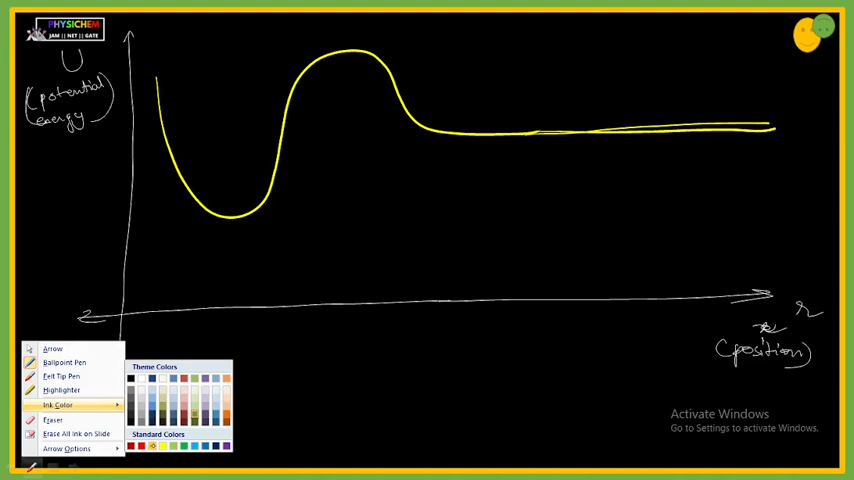 PHYSICHEM
JAM || NET || GATE
U
(potential
energy)
r
(position)
Arrow
Ballpoint Pen
Felt Tip Pen
Highlighter
Ink Color
Eraser
Erase All Ink on Slide
Arrow Options
Theme Colors
Standard Colors
Activate Windows
Go to Settings to activate Windows.